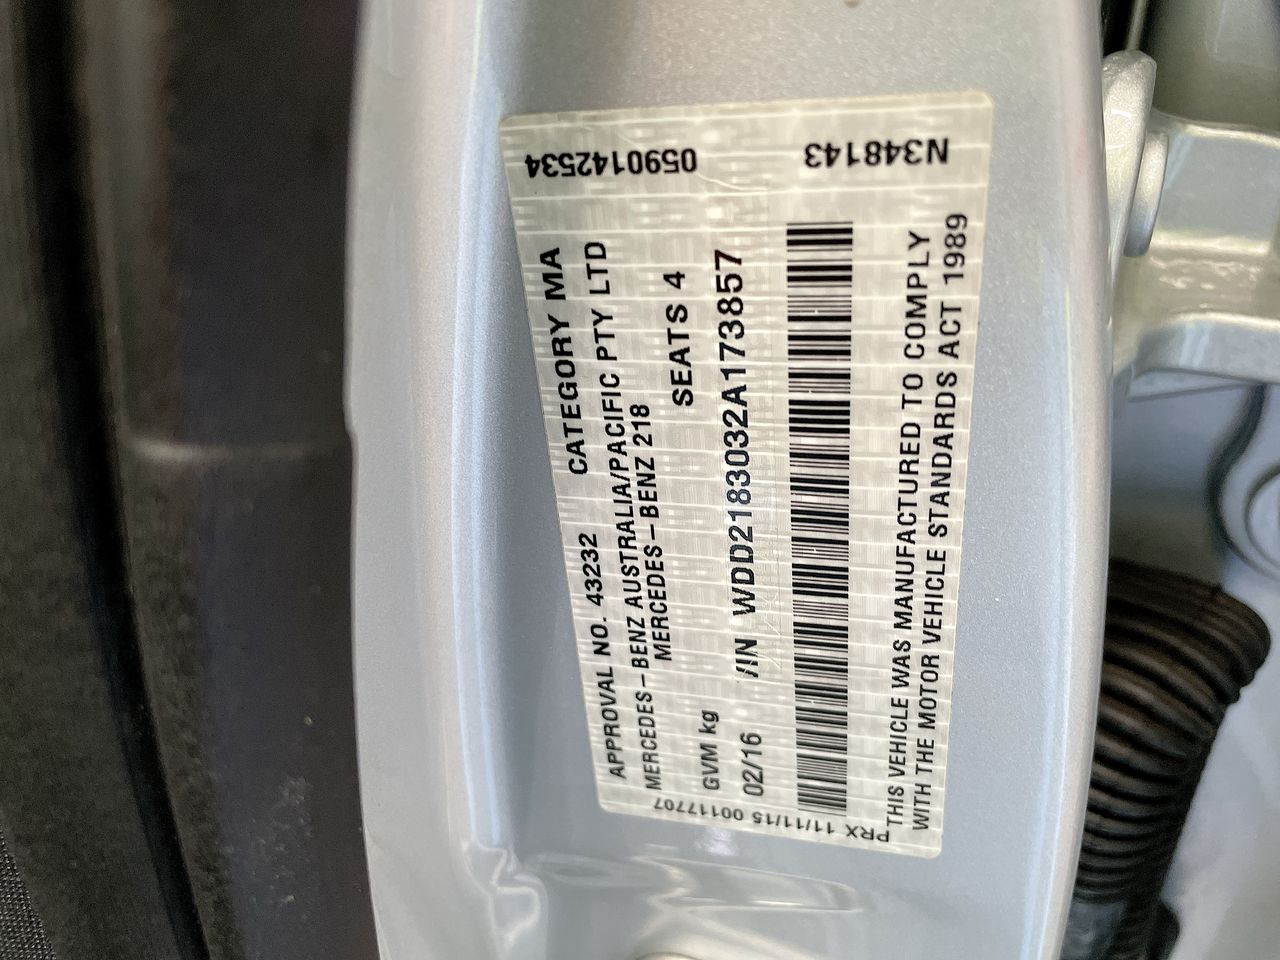 APPROVAL NO. 43232 CATEGORY MA
MERCEDES-BENZ AUSTRALIA/PACIFIC PTY LTD
MERCEDES-BENZ 218
GVM kg SEATS 4
02/16 VIN WDD2183032A173857
THIS VEHICLE WAS MANUFACTURED TO COMPLY
WITH THE MOTOR VEHICLE STANDARDS ACT 1989
0590142534 N348143
PRX 11/11/15 00117707